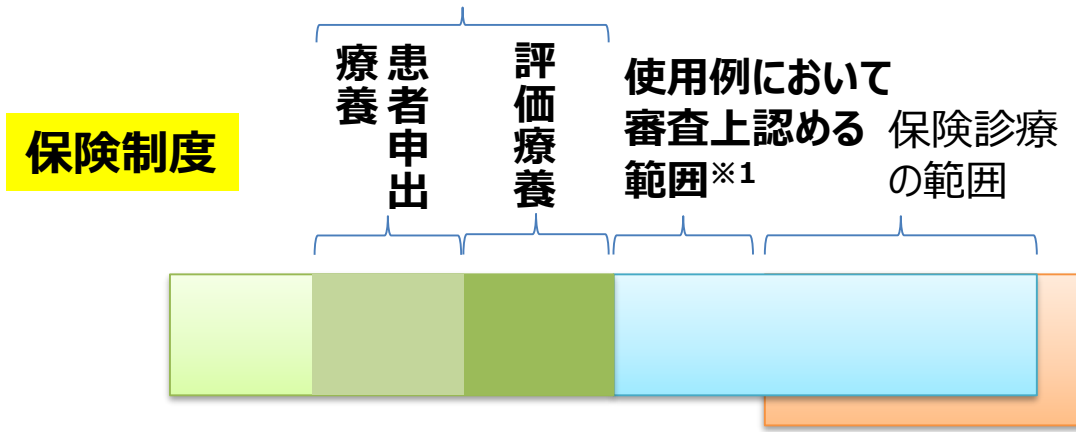 保険制度
患者申出
療養
評価療養
使用例において
審査上認める
範囲※1
保険診療
の範囲